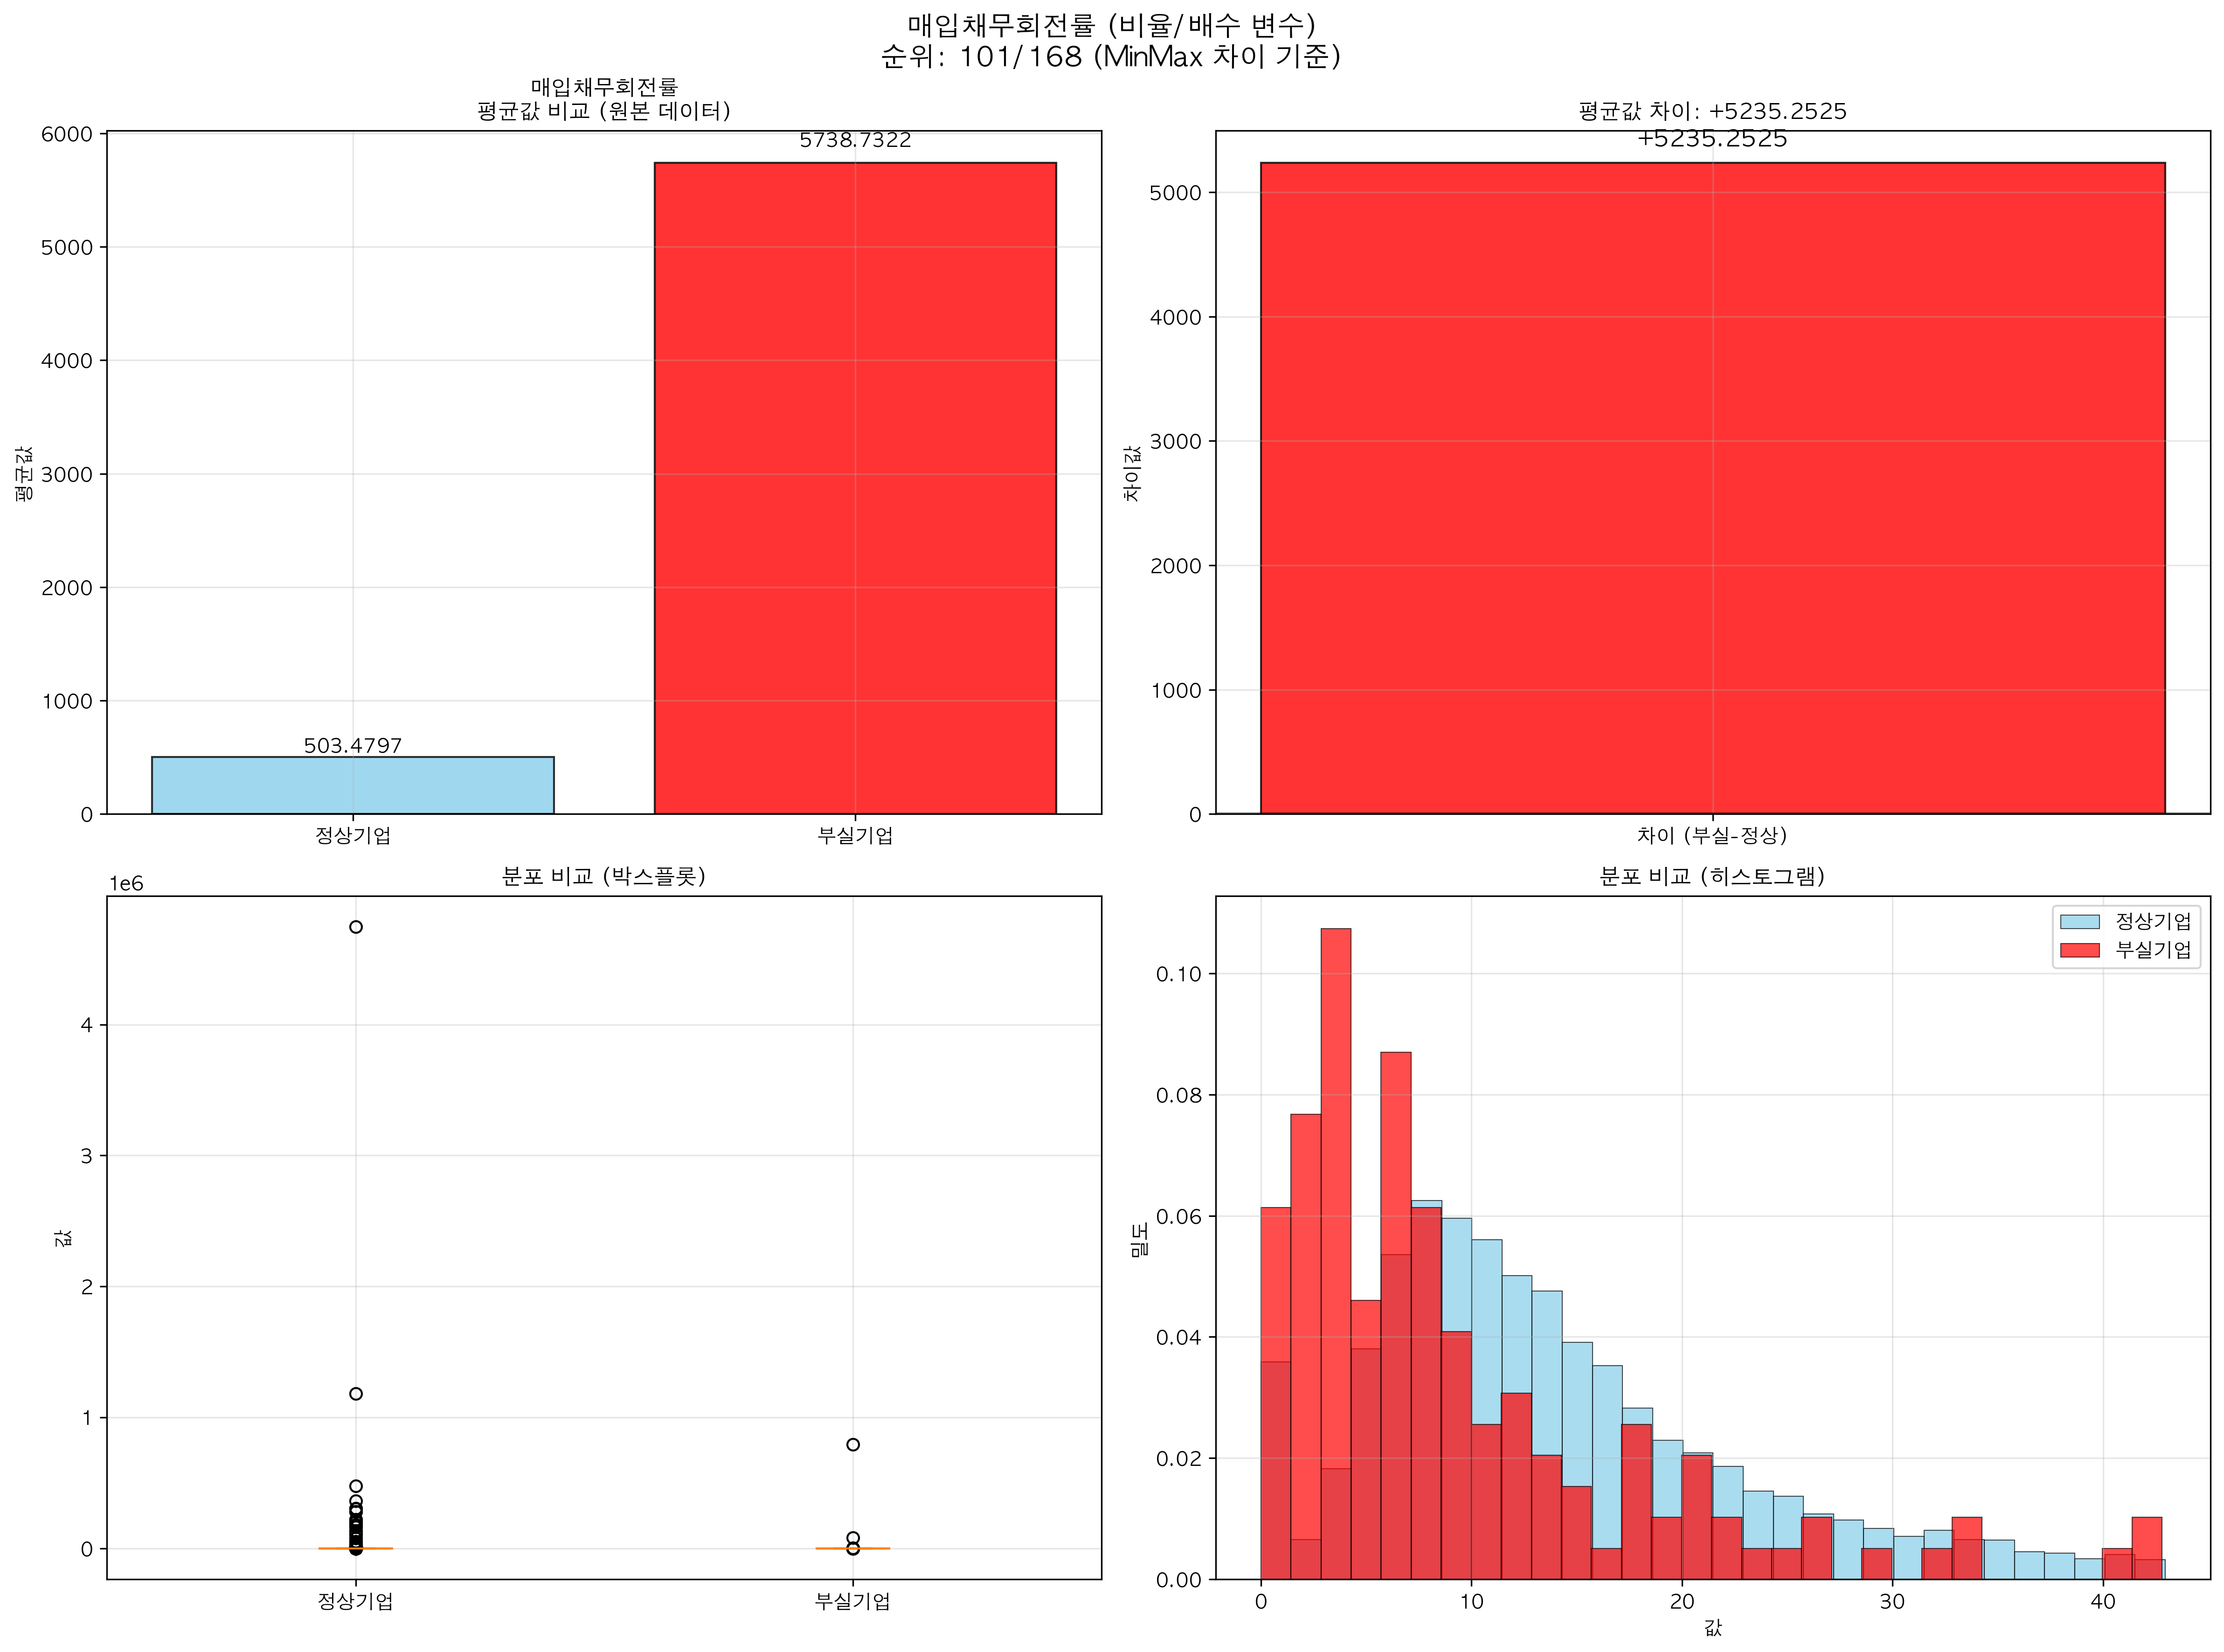 매입채무회전률 (비율/배수 변수)
순위: 101/168 (MinMax 차이 기준)
매입채무회전률
평균값 비교 (원본 데이터)
6000
5000
4000
3000
2000
1000
0
평균값
503.4797
5738.7322
정상기업
부실기업
평균값 차이: +5235.2525
+5235.2525
5000
4000
3000
2000
1000
0
차이값
차이 (부실-정상)
분포 비교 (박스플롯)
1e6
4
3
2
1
0
값
정상기업
부실기업
분포 비교 (히스토그램)
정상기업
부실기업
0.10
0.08
0.06
0.04
0.02
0.00
밀도
0
10
20
30
40
값